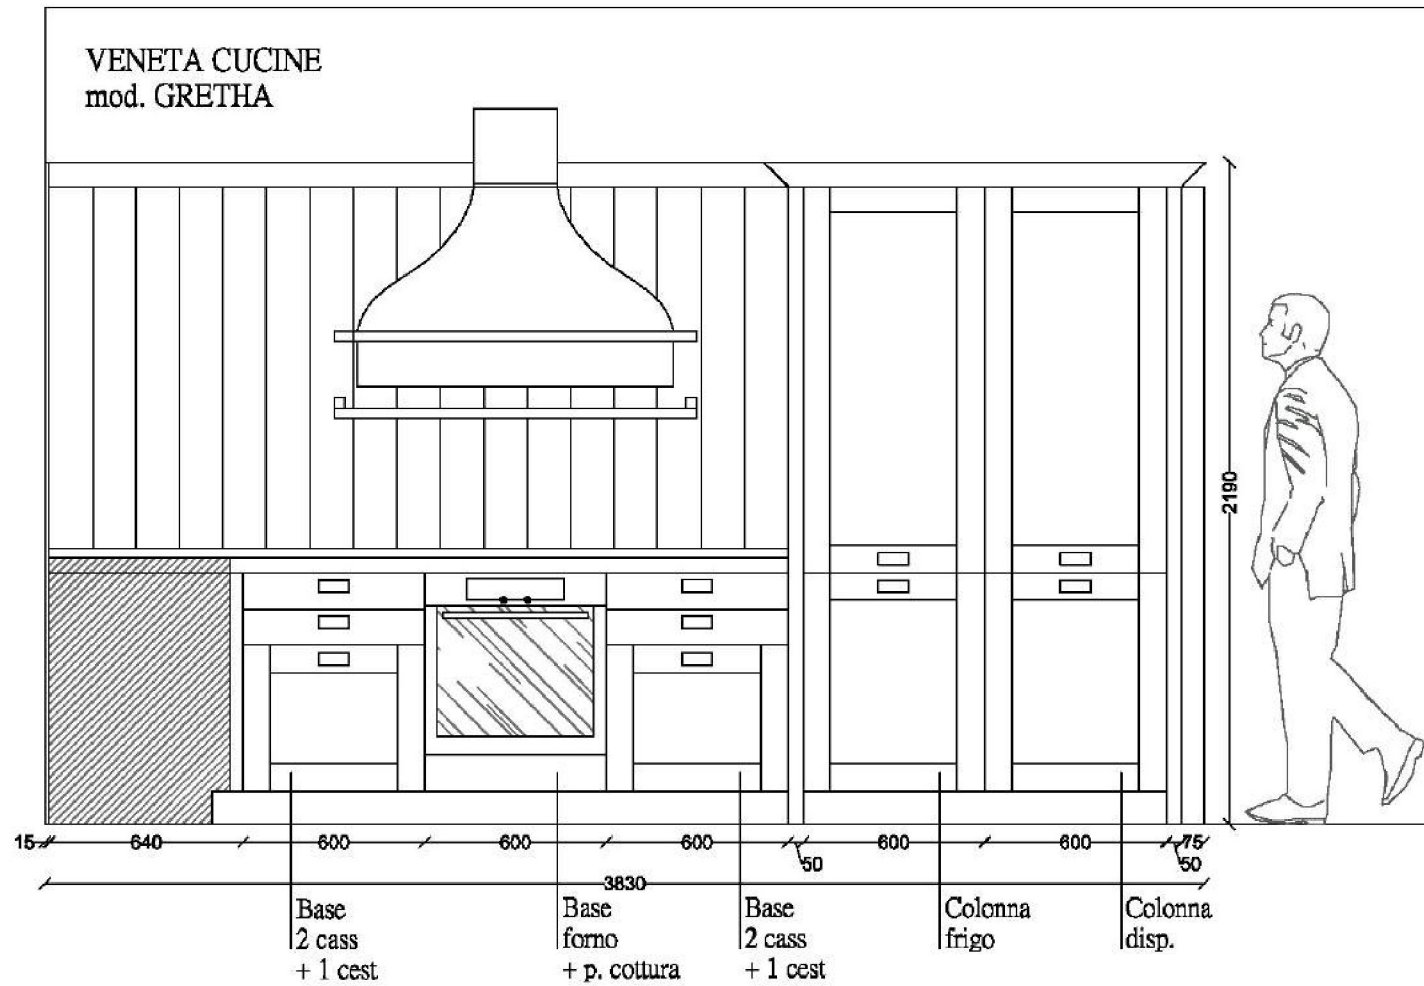 VENETA CUCINE
mod. GRETHA
2190
15 640 600 600 600 50 600 600 50 75
3830
Base
2 cass
+ 1 cest
Base
forno
+ p. cottura
Base
2 cass
+ 1 cest
Colonna
frigo
Colonna
disp.